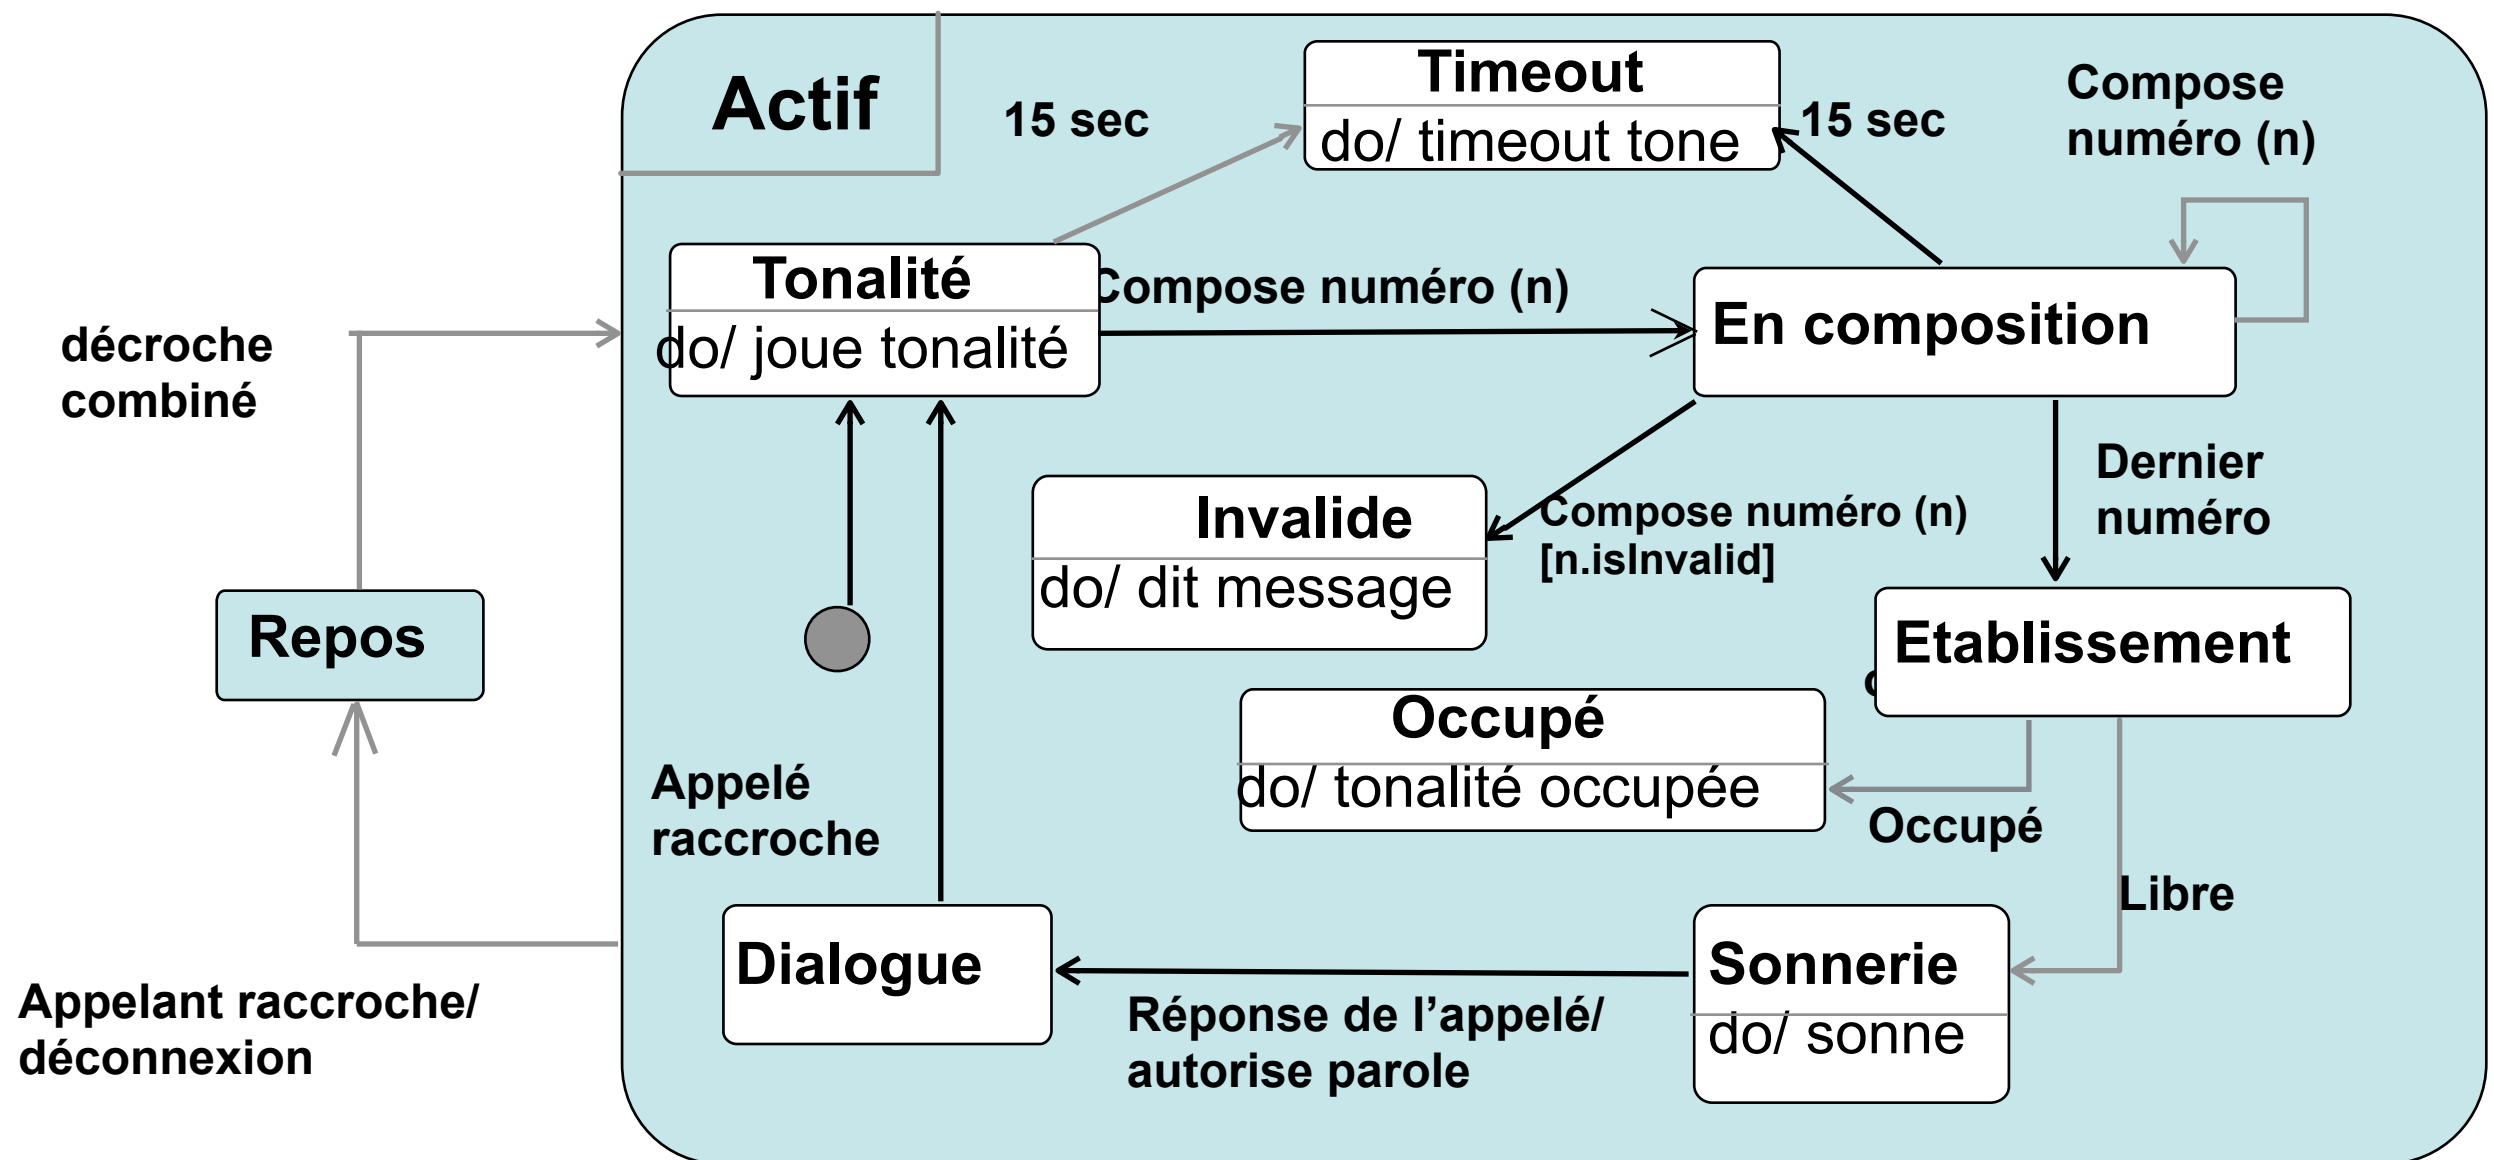 Actif
Timeout
do/ timeout tone
15 sec
15 sec
Compose
numéro (n)
Tonalité
do/ joue tonalité
Compose numéro (n)
En composition
décroche
combiné
Dernier
numéro
Invalide
do/ dit message
Compose numéro (n)
[n.isInvalid]
Repos
Etablissement
Occupé
do/ tonalité occupée
Occupé
Appelé
raccroche
Libre
Dialogue
Sonnerie
do/ sonne
Réponse de l’appelé/
autorise parole
Appelant raccroche/
déconnexion